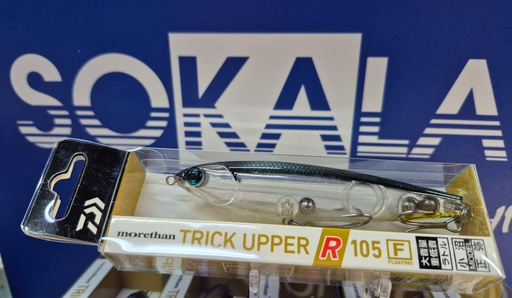 SOKALA
morethan TRICK UPPER R 105 F
FLOATING